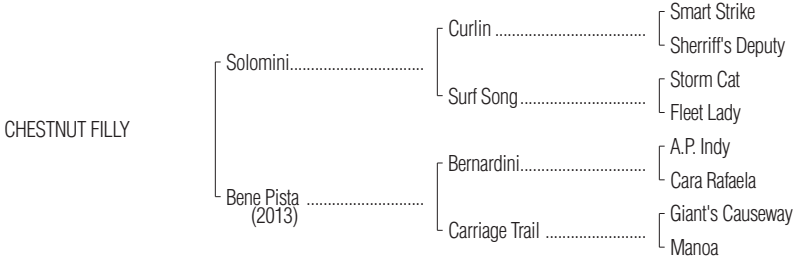 Smart Strike
Curlin ....................................
Sherriff's Deputy
Solomini................................
Storm Cat
Surf Song..............................
Fleet Lady
CHESTNUT FILLY
A.P. Indy
Bernardini..............................
Cara Rafaela
Bene Pista ............................
(2013)
Giant's Causeway
Carriage Trail ........................
Manoa